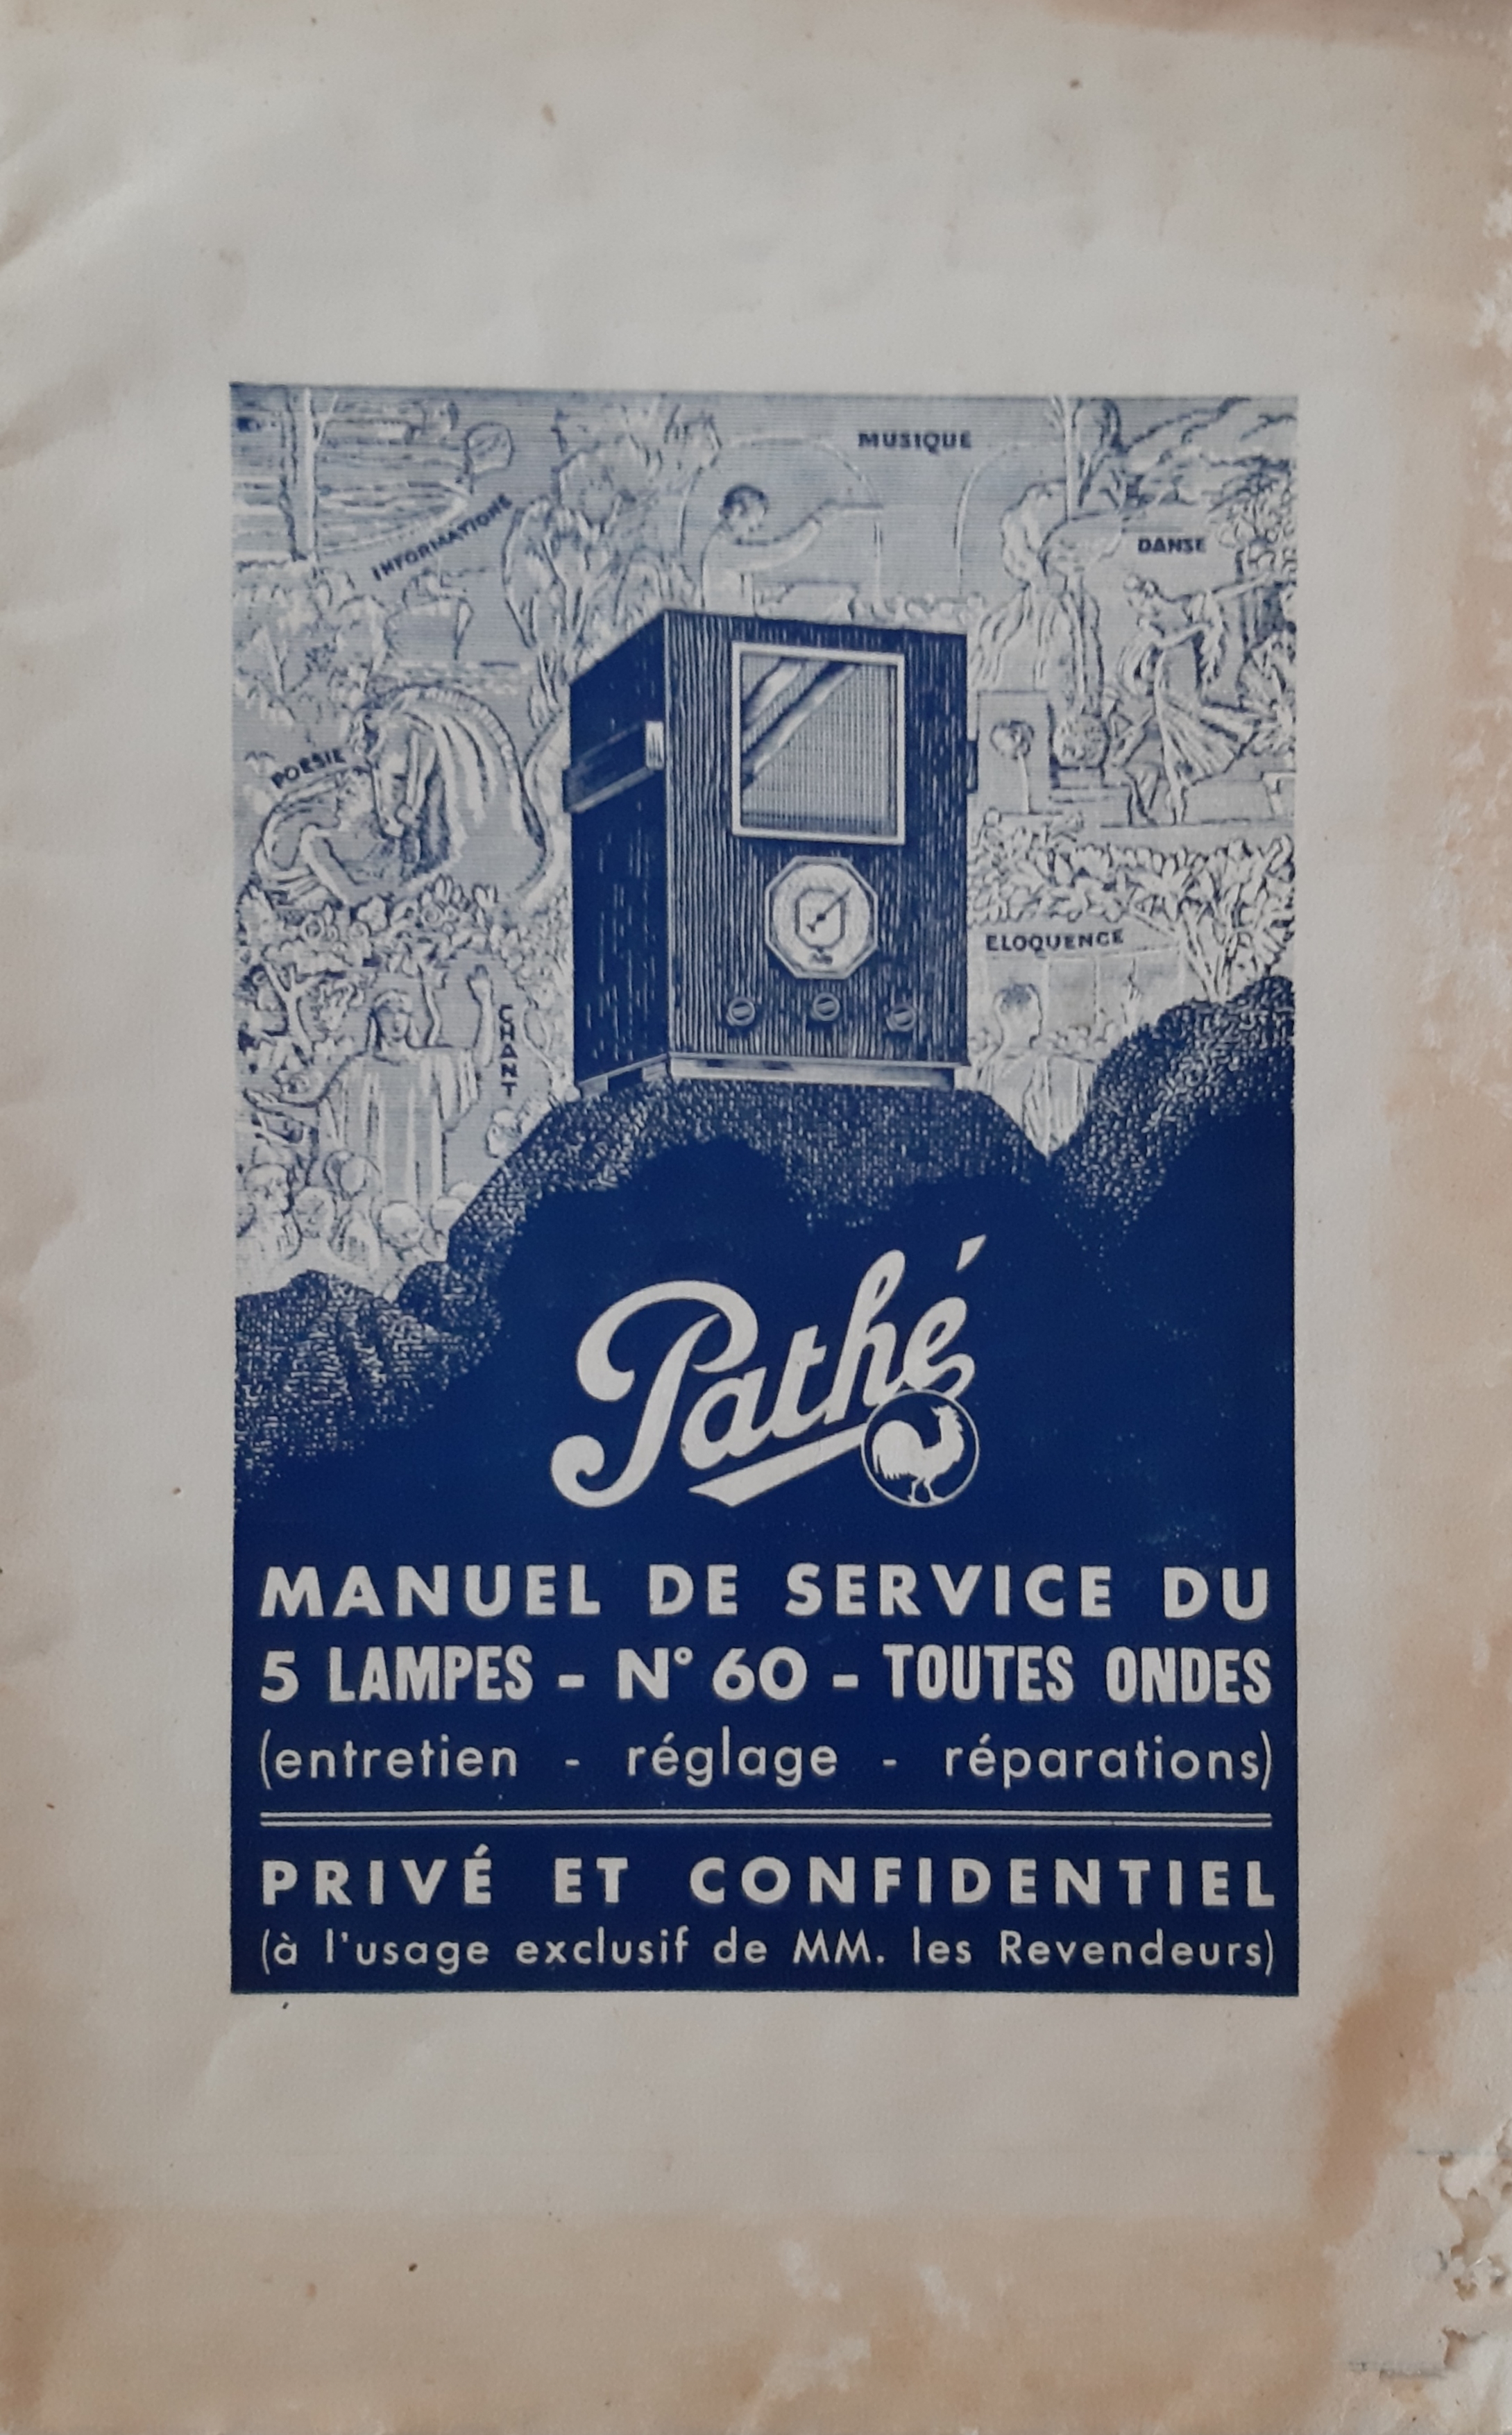 MUSIQUE
INFORMATIONS
DANSE
POESIE
ELOQUENCE
CHANT
Pathé
MANUEL DE SERVICE DU
5 LAMPES - N° 60 - TOUTES ONDES
(entretien - réglage - réparations)
PRIVÉ ET CONFIDENTIEL
(à l'usage exclusif de MM. les Revendeurs)